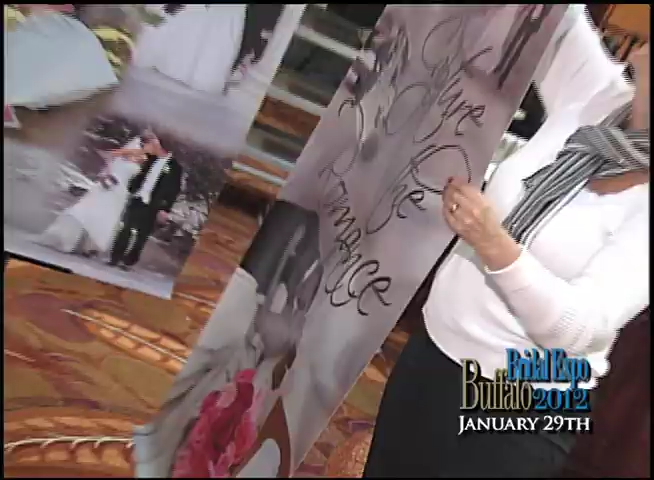 Capture
The
Romance
Bridal Expo
Buffalo 2012
JANUARY 29TH